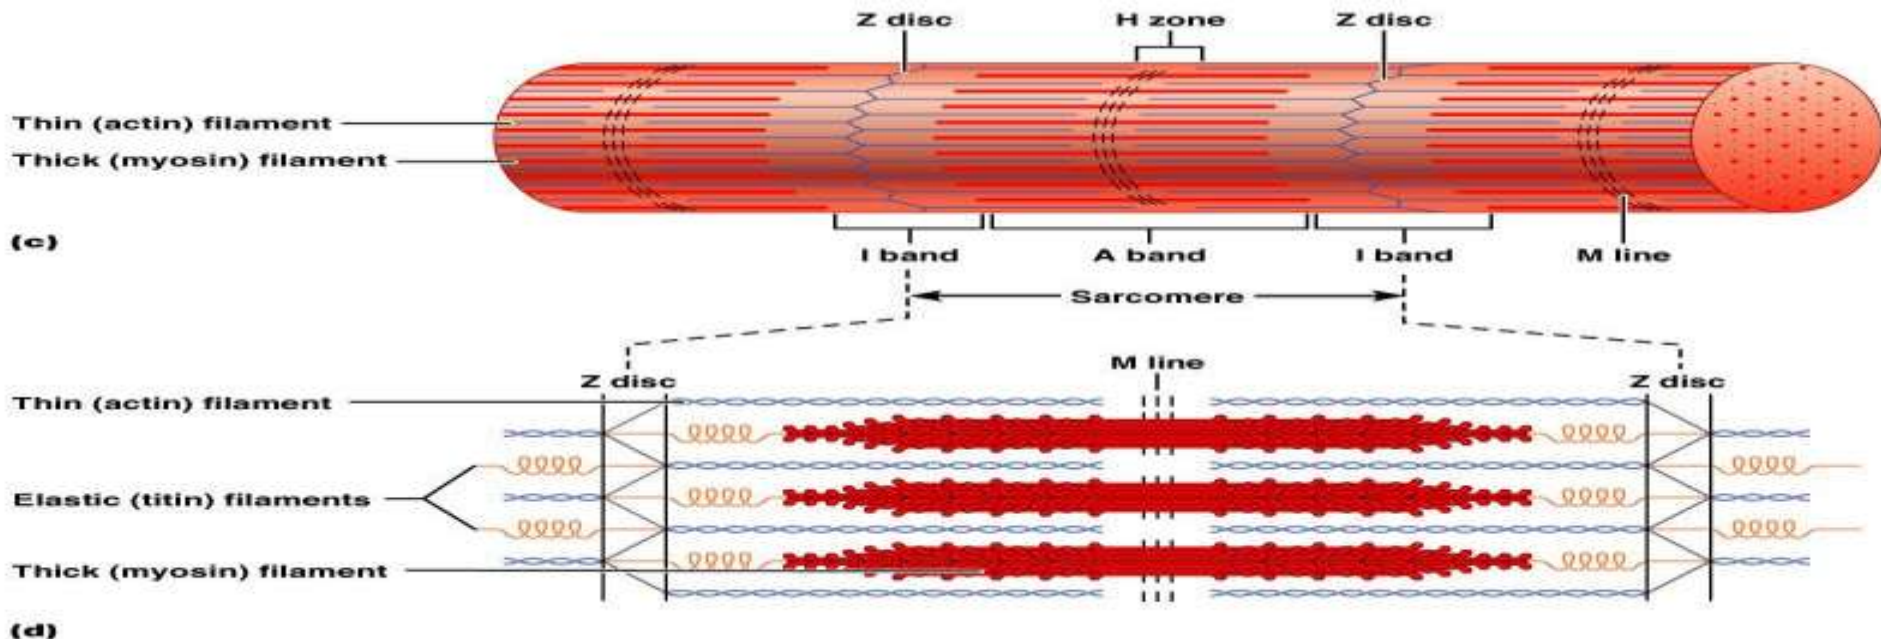 Z disc H zone Z disc
Thin (actin) filament
Thick (myosin) filament
(c)
I band A band I band M line
Sarcomere
M line
Z disc Z disc
Thin (actin) filament
Elastic (titin) filaments
Thick (myosin) filament
(d)